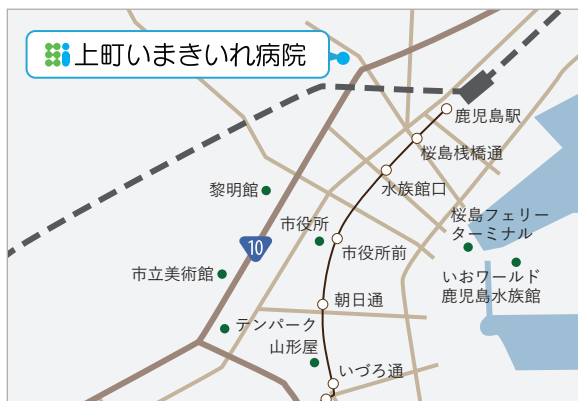 上町いまきいれ病院
鹿児島駅
桜島桟橋通
水族館口
黎明館
桜島フェリー
ターミナル
市役所
市役所前
10
いおワールド
鹿児島水族館
市立美術館
朝日通
テンパーク
山形屋
いづろ通